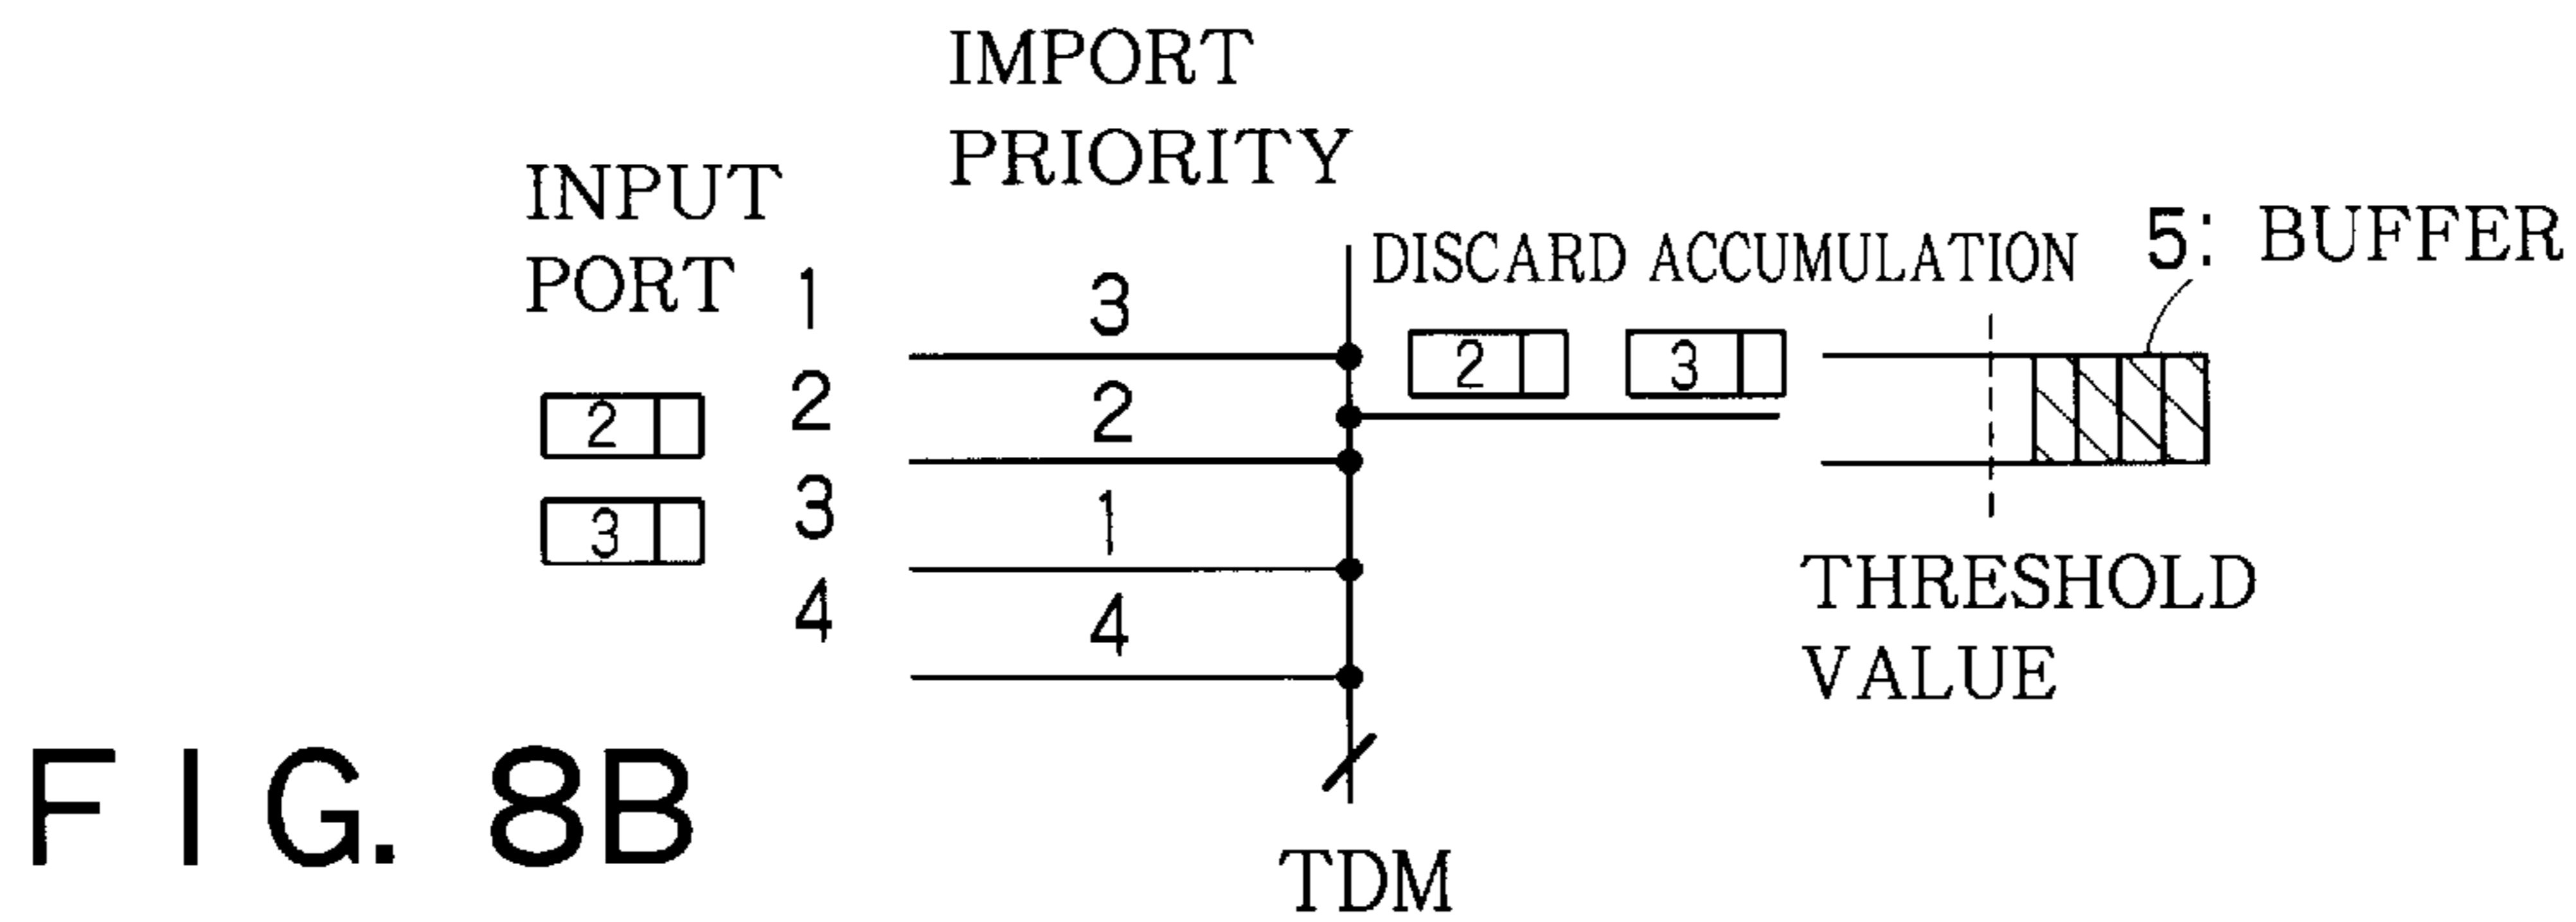 IMPORT
PRIORITY
INPUT
PORT
DISCARD ACCUMULATION
5: BUFFER
1 3
2 3
2 2 2
3 3 1
4 4
THRESHOLD
VALUE
FIG. 8B
TDM